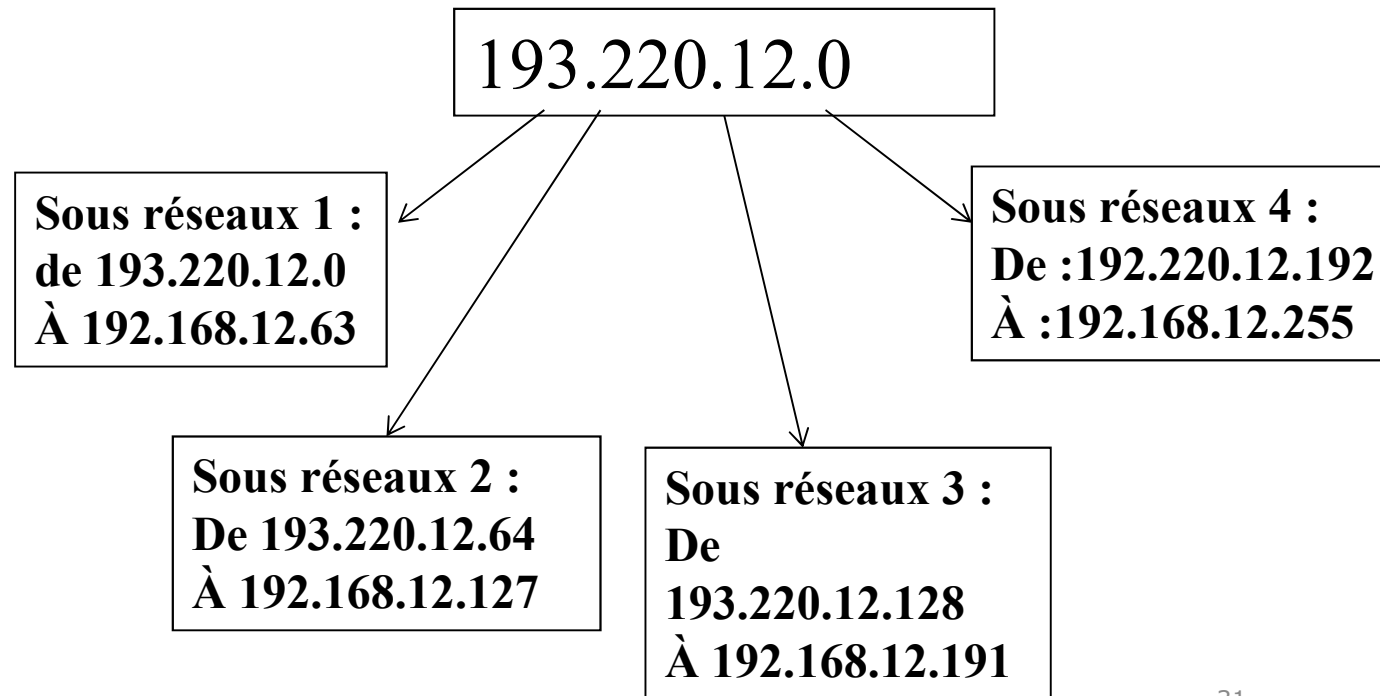 193.220.12.0
Sous réseaux 1 :
de 193.220.12.0
À 192.168.12.63
Sous réseaux 4 :
De :192.220.12.192
À :192.168.12.255
Sous réseaux 2 :
De 193.220.12.64
À 192.168.12.127
Sous réseaux 3 :
De
193.220.12.128
À 192.168.12.191